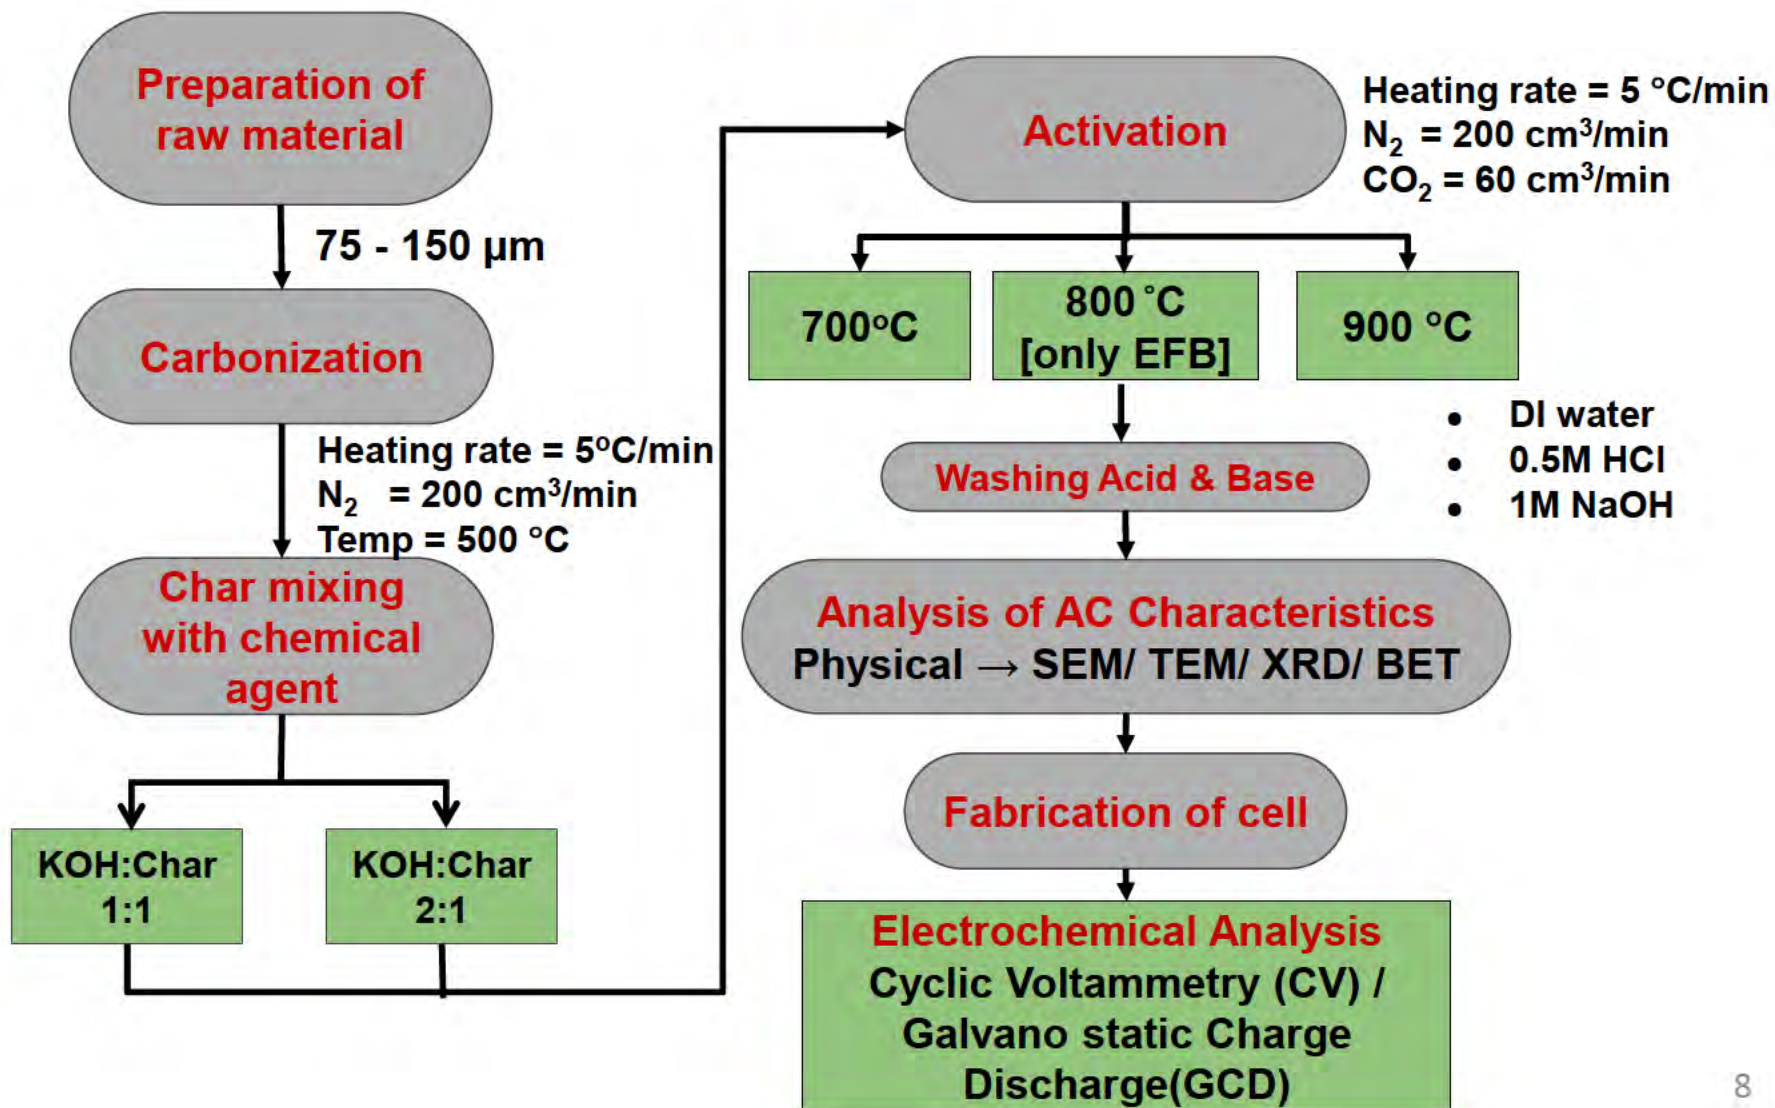 Preparation of
raw material
75 - 150 µm
Carbonization
Heating rate = 5°C/min
N₂ = 200 cm³/min
Temp = 500 °C
Char mixing
with chemical
agent
KOH:Char
1:1
KOH:Char
2:1
Activation
Heating rate = 5 °C/min
N₂ = 200 cm³/min
CO₂ = 60 cm³/min
700°C
800 °C
[only EFB]
900 °C
Washing Acid & Base
• DI water
• 0.5M HCl
• 1M NaOH
Analysis of AC Characteristics
Physical → SEM/ TEM/ XRD/ BET
Fabrication of cell
Electrochemical Analysis
Cyclic Voltammetry (CV) /
Galvano static Charge
Discharge(GCD)
8